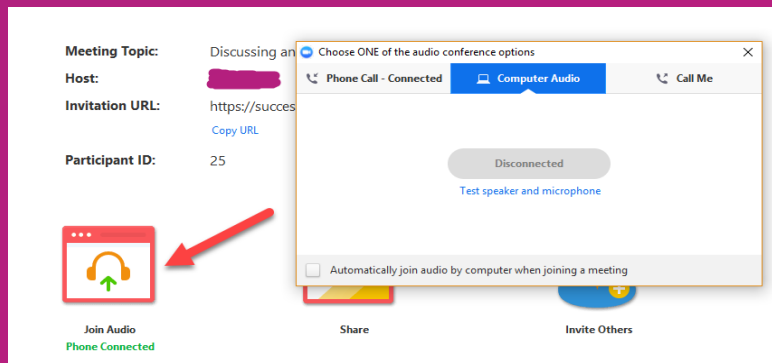 Choose ONE of the audio conference options
Phone Call - Connected
Computer Audio
Call Me
Disconnected
Test speaker and microphone
Automatically join audio by computer when joining a meeting
Meeting Topic: Discussing an
Host:
Invitation URL: https://succes
Copy URL
Participant ID: 25
Join Audio
Phone Connected
Share
Invite Others